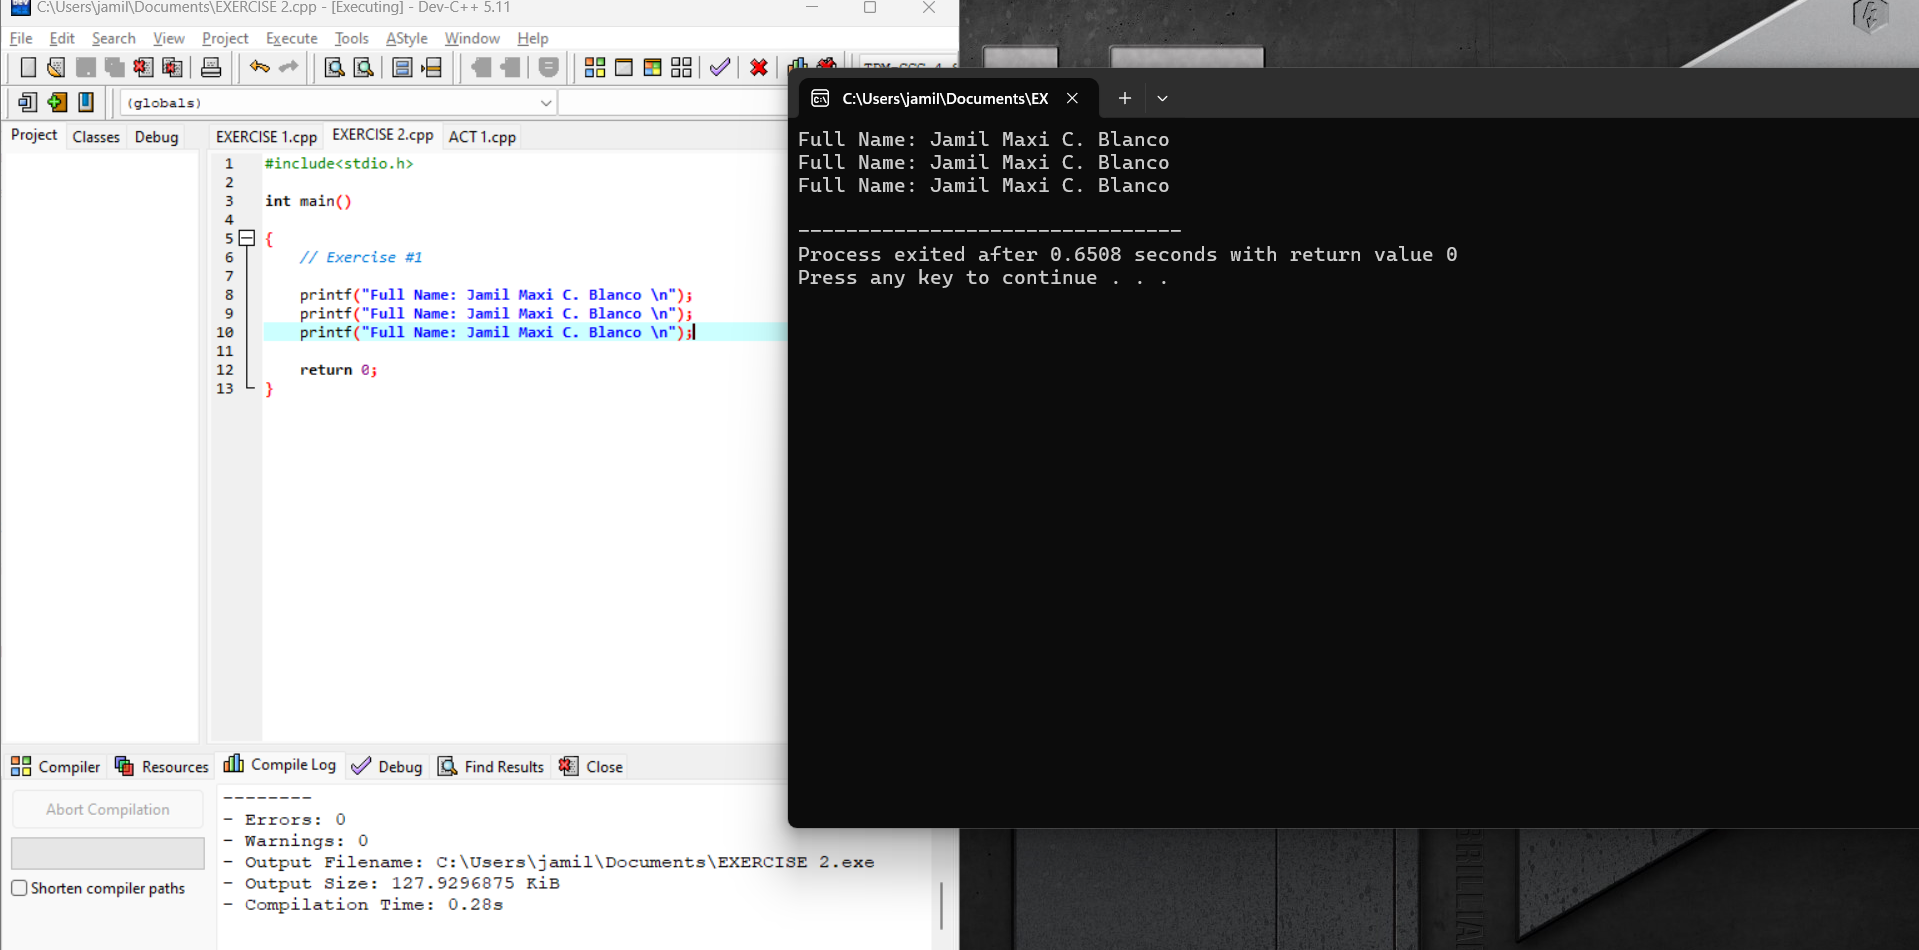 C:\Users\jamil\Documents\EXERCISE 2.cpp - [Executing] - Dev-C++ 5.11
File Edit Search View Project Execute Tools AStyle Window Help
(globals)
Project Classes Debug
EXERCISE 1.cpp EXERCISE 2.cpp ACT 1.cpp
1 #include<stdio.h>
2
3 int main()
4
5 {
6 // Exercise #1
7
8 printf("Full Name: Jamil Maxi C. Blanco \n");
9 printf("Full Name: Jamil Maxi C. Blanco \n");
10 printf("Full Name: Jamil Maxi C. Blanco \n");
11
12 return 0;
13 }
Compiler Resources Compile Log Debug Find Results Close
Abort Compilation
Shorten compiler paths
--------
- Errors: 0
- Warnings: 0
- Output Filename: C:\Users\jamil\Documents\EXERCISE 2.exe
- Output Size: 127.9296875 KiB
- Compilation Time: 0.28s
C:\Users\jamil\Documents\EX
Full Name: Jamil Maxi C. Blanco
Full Name: Jamil Maxi C. Blanco
Full Name: Jamil Maxi C. Blanco
--------------------------------
Process exited after 0.6508 seconds with return value 0
Press any key to continue . . .